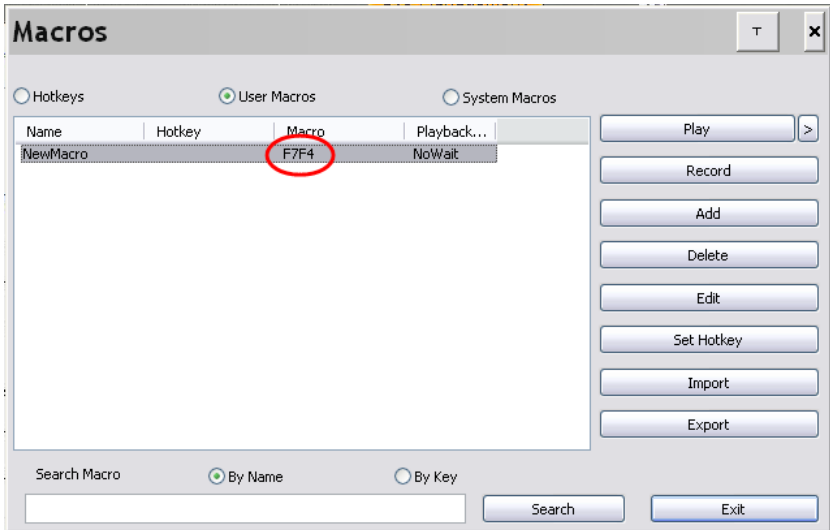 Macros
T
×
Hotkeys User Macros System Macros
Name Hotkey Macro Playback...
NewMacro F7F4 NoWait
Play >
Record
Add
Delete
Edit
Set Hotkey
Import
Export
Search Macro By Name By Key
Search Exit